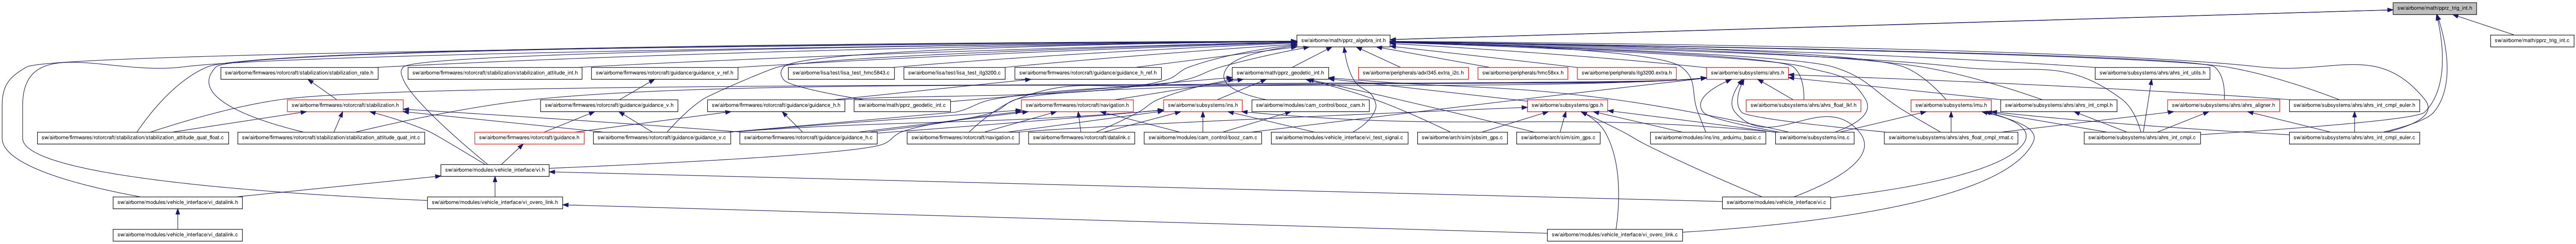 sw/airborne/math/pprz_trig_int.h
sw/airborne/math/pprz_algebra_int.h
sw/airborne/math/pprz_trig_int.c
sw/airborne/firmwares/rotorcraft/stabilization/stabilization_rate.h
sw/airborne/firmwares/rotorcraft/stabilization/stabilization_attitude_int.h
sw/airborne/firmwares/rotorcraft/guidance/guidance_v_ref.h
sw/airborne/lisa/test/lisa_test_hmc5843.c
sw/airborne/lisa/test/lisa_test_itg3200.c
sw/airborne/firmwares/rotorcraft/guidance/guidance_h_ref.h
sw/airborne/math/pprz_geodetic_int.h
sw/airborne/peripherals/adxl345.extra_i2c.h
sw/airborne/peripherals/hmc58xx.h
sw/airborne/peripherals/itg3200.extra.h
sw/airborne/subsystems/ahrs.h
sw/airborne/subsystems/ahrs/ahrs_int_utils.h
sw/airborne/firmwares/rotorcraft/stabilization.h
sw/airborne/firmwares/rotorcraft/guidance/guidance_v.h
sw/airborne/firmwares/rotorcraft/guidance/guidance_h.h
sw/airborne/math/pprz_geodetic_int.c
sw/airborne/firmwares/rotorcraft/navigation.h
sw/airborne/subsystems/ins.h
sw/airborne/modules/cam_control/booz_cam.h
sw/airborne/subsystems/gps.h
sw/airborne/subsystems/ahrs/ahrs_float_lkf.h
sw/airborne/subsystems/imu.h
sw/airborne/subsystems/ahrs/ahrs_int_cmpl.h
sw/airborne/subsystems/ahrs/ahrs_aligner.h
sw/airborne/subsystems/ahrs/ahrs_int_cmpl_euler.h
sw/airborne/firmwares/rotorcraft/stabilization/stabilization_attitude_quat_float.c
sw/airborne/firmwares/rotorcraft/stabilization/stabilization_attitude_quat_int.c
sw/airborne/firmwares/rotorcraft/guidance.h
sw/airborne/firmwares/rotorcraft/guidance/guidance_v.c
sw/airborne/firmwares/rotorcraft/guidance/guidance_h.c
sw/airborne/firmwares/rotorcraft/navigation.c
sw/airborne/firmwares/rotorcraft/datalink.c
sw/airborne/modules/cam_control/booz_cam.c
sw/airborne/modules/vehicle_interface/vi_test_signal.c
sw/airborne/arch/sim/jsbsim_gps.c
sw/airborne/arch/sim/sim_gps.c
sw/airborne/modules/ins/ins_arduimu_basic.c
sw/airborne/subsystems/ins.c
sw/airborne/subsystems/ahrs/ahrs_float_cmpl_rmat.c
sw/airborne/subsystems/ahrs/ahrs_int_cmpl.c
sw/airborne/subsystems/ahrs/ahrs_int_cmpl_euler.c
sw/airborne/modules/vehicle_interface/vi.h
sw/airborne/modules/vehicle_interface/vi_datalink.h
sw/airborne/modules/vehicle_interface/vi_overo_link.h
sw/airborne/modules/vehicle_interface/vi.c
sw/airborne/modules/vehicle_interface/vi_datalink.c
sw/airborne/modules/vehicle_interface/vi_overo_link.c